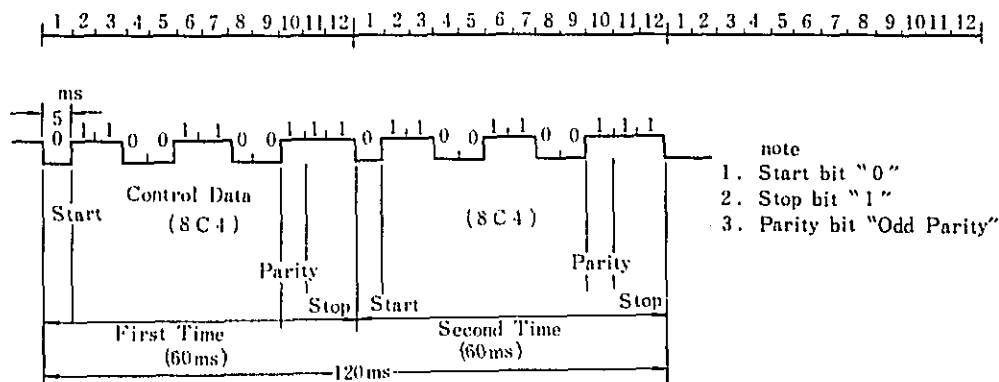 1 2 3 4 5 6 7 8 9 10 11 12 1 2 3 4 5 6 7 8 9 10 11 12 1 2 3 4 5 6 7 8 9 10 11 12
ms
5
0 1 1 0 0 1 1 0 0 1 1 1 0 1 1 0 0 1 1 0 0 1 1 1
note
1. Start bit "0"
2. Stop bit "1"
3. Parity bit "Odd Parity"
Control Data
Start
(8C4) (8C4)
Parity Parity
Stop Start Stop
First Time Second Time
(60ms) (60ms)
120ms